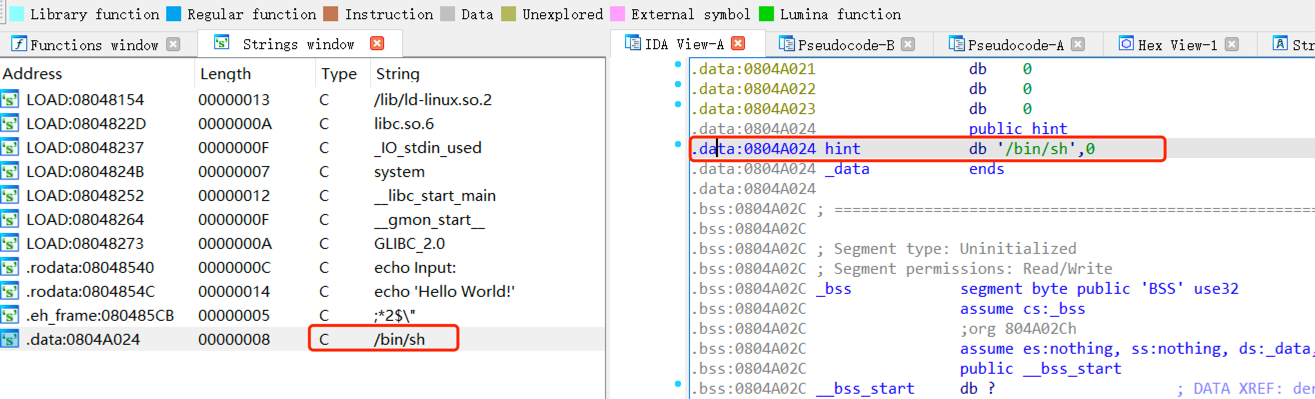 Library function Regular function Instruction Data Unexplored External symbol Lumina function
Functions window Strings window
Address Length Type String
LOAD:08048154 00000013 C /lib/ld-linux.so.2
LOAD:0804822D 0000000A C libc.so.6
LOAD:08048237 0000000F C _IO_stdin_used
LOAD:0804824B 00000007 C system
LOAD:08048252 00000012 C __libc_start_main
LOAD:08048264 0000000F C __gmon_start__
LOAD:08048273 0000000A C GLIBC_2.0
.rodata:08048540 0000000C C echo Input:
.rodata:0804854C 00000014 C echo 'Hello World!'
.eh_frame:080485CB 00000005 C ;*2$\"
.data:0804A024 00000008 C /bin/sh
IDA View-A Pseudocode-B Pseudocode-A Hex View-1 Str
.data:0804A021 db 0
.data:0804A022 db 0
.data:0804A023 db 0
.data:0804A024 public hint
.data:0804A024 hint db '/bin/sh',0
.data:0804A024 _data ends
.data:0804A024
.bss:0804A02C ; ===============================================
.bss:0804A02C
.bss:0804A02C ; Segment type: Uninitialized
.bss:0804A02C ; Segment permissions: Read/Write
.bss:0804A02C _bss segment byte public 'BSS' use32
.bss:0804A02C assume cs:_bss
.bss:0804A02C ;org 804A02Ch
.bss:0804A02C assume es:nothing, ss:nothing, ds:_data,
.bss:0804A02C public __bss_start
.bss:0804A02C __bss_start db ? ; DATA XREF: der